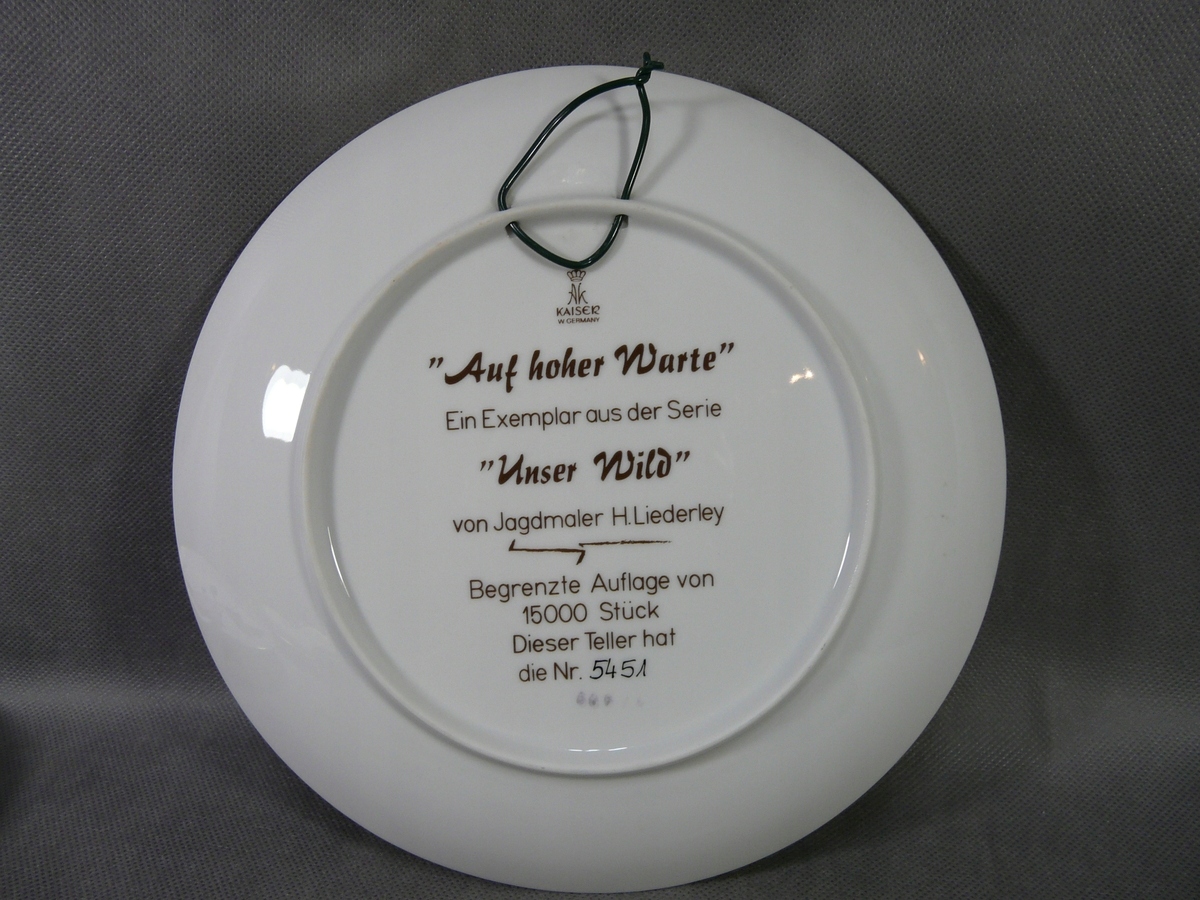 AK
KAISER
W. GERMANY
"Auf hoher Warte"
Ein Exemplar aus der Serie
"Unser Wild"
von Jagdmaler H.Liederley
Begrenzte Auflage von
15000 Stück
Dieser Teller hat
die Nr. 5451